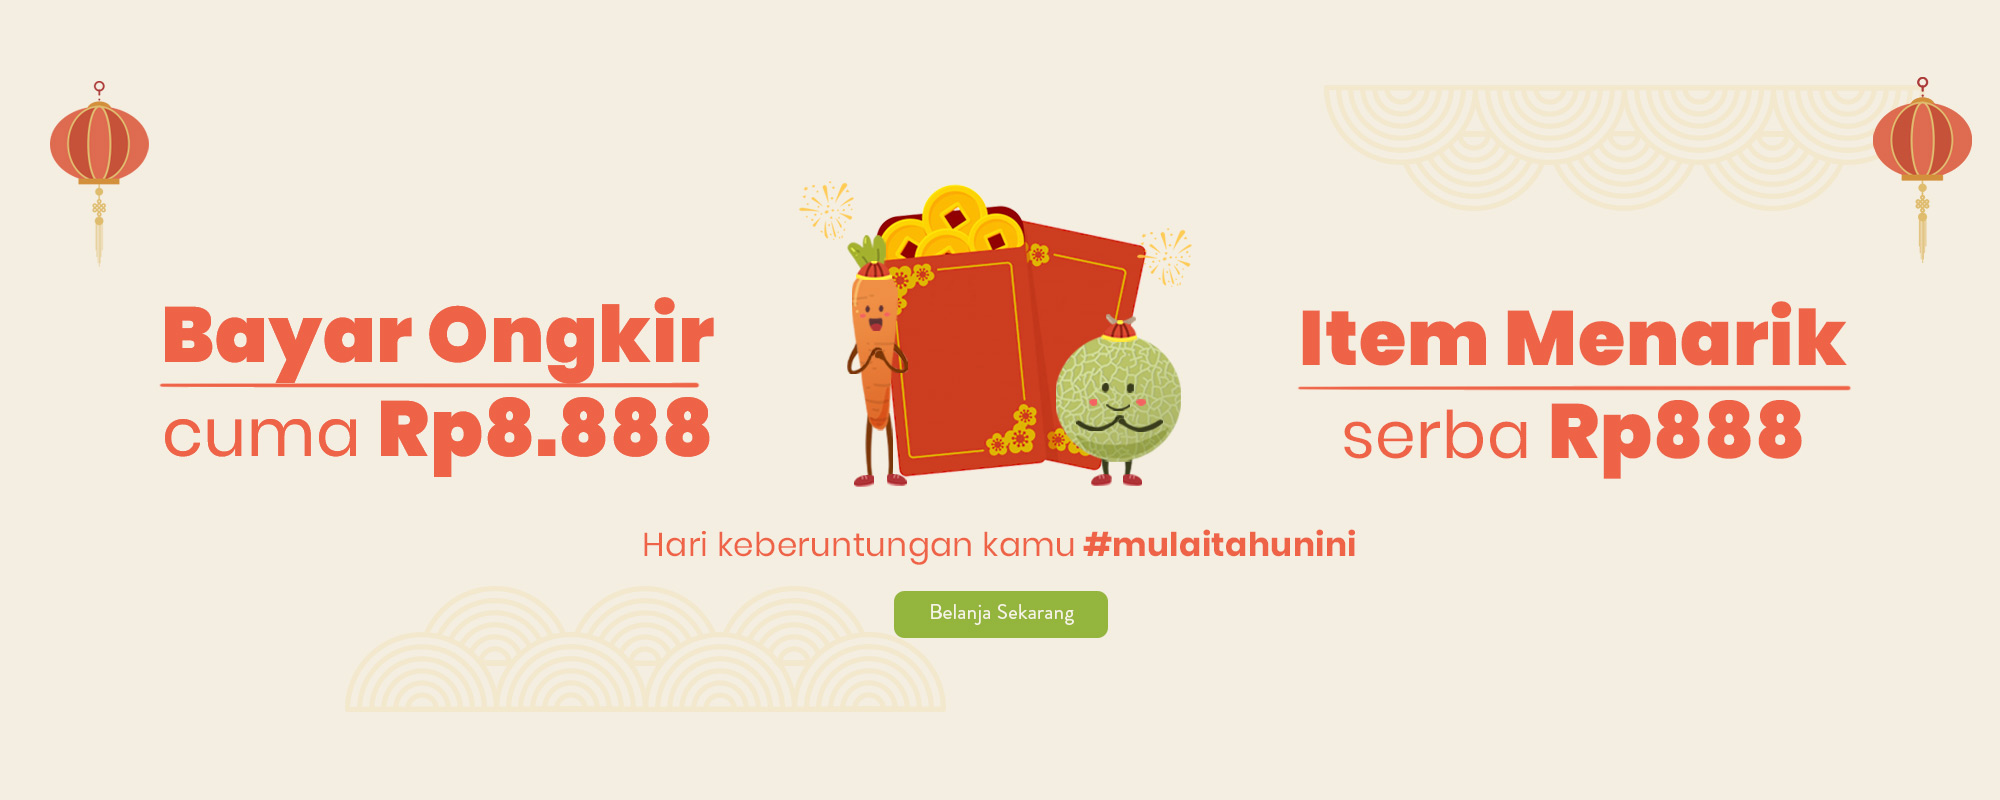 Bayar Ongkir
cuma Rp8.888
Item Menarik
serba Rp888
Hari keberuntungan kamu #mulaitahunini
Belanja Sekarang